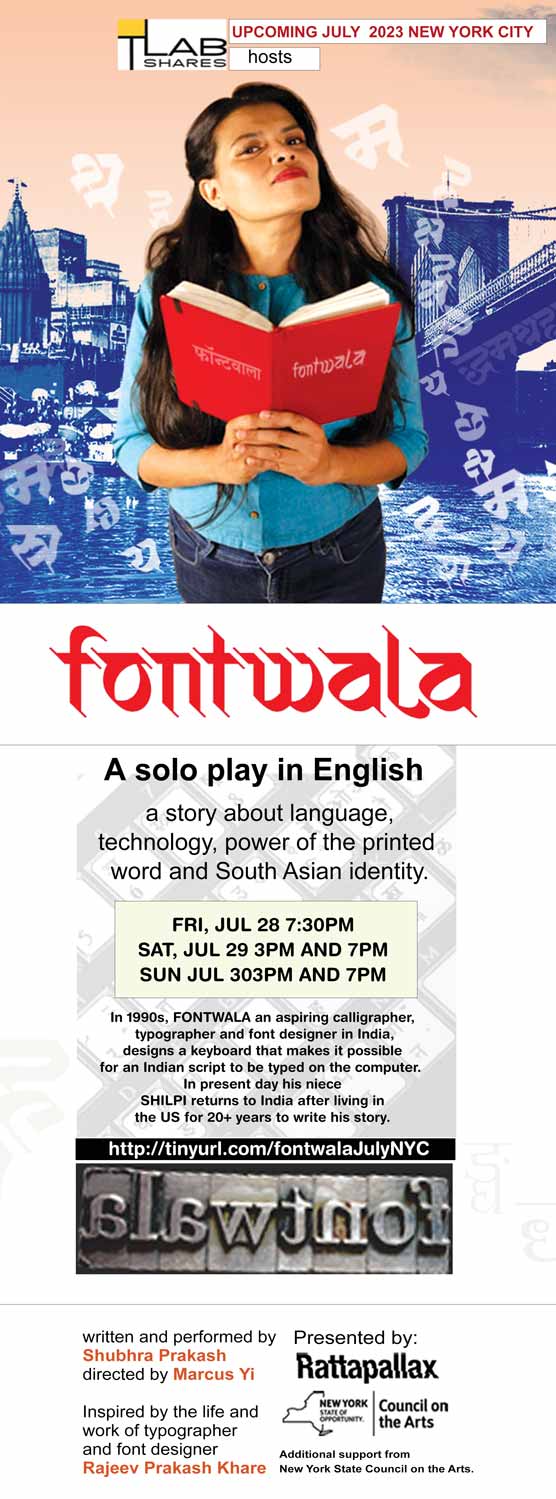 TLAB
SHARES
UPCOMING JULY 2023 NEW YORK CITY
hosts
फॉन्टवाला
fontwala
fontwala
A solo play in English
a story about language,
technology, power of the printed
word and South Asian identity.
FRI, JUL 28 7:30PM
SAT, JUL 29 3PM AND 7PM
SUN JUL 303PM AND 7PM
In 1990s, FONTWALA an aspiring calligrapher,
typographer and font designer in India,
designs a keyboard that makes it possible
for an Indian script to be typed on the computer.
In present day his niece
SHILPI returns to India after living in
the US for 20+ years to write his story.
http://tinyurl.com/fontwalaJulyNYC
fontwala
written and performed by
Shubhra Prakash
directed by Marcus Yi
Inspired by the life and
work of typographer
and font designer
Rajeev Prakash Khare
Presented by:
Rattapallax
NEW YORK
STATE OF
OPPORTUNITY.
Council on
the Arts
Additional support from
New York State Council on the Arts.